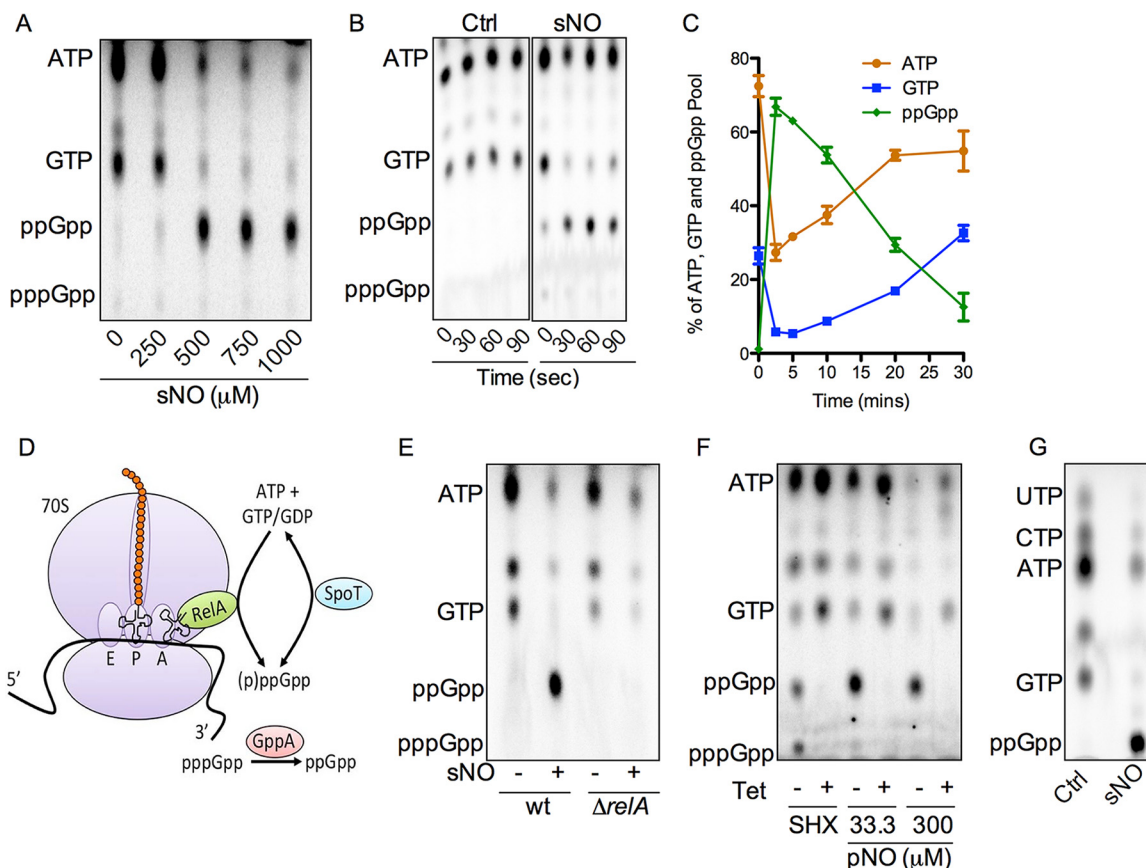 A
ATP
GTP
ppGpp
pppGpp
0 250 500 750 1000
sNO (μM)
B
Ctrl sNO
ATP
GTP
ppGpp
pppGpp
0 30 60 90 0 30 60 90
Time (sec)
C
ATP
GTP
ppGpp
% of ATP, GTP and ppGpp Pool
80
60
40
20
0
0 5 10 15 20 25 30
Time (mins)
D
70S
ATP +
GTP/GDP
RelA
SpoT
E P A
(p)ppGpp
5’
3’
GppA
pppGpp ppGpp
E
ATP
GTP
ppGpp
pppGpp
sNO - + - +
wt ΔrelA
F
ATP
GTP
ppGpp
pppGpp
Tet - + - + - +
SHX 33.3 300
pNO (μM)
G
UTP
CTP
ATP
GTP
ppGpp
Ctrl sNO